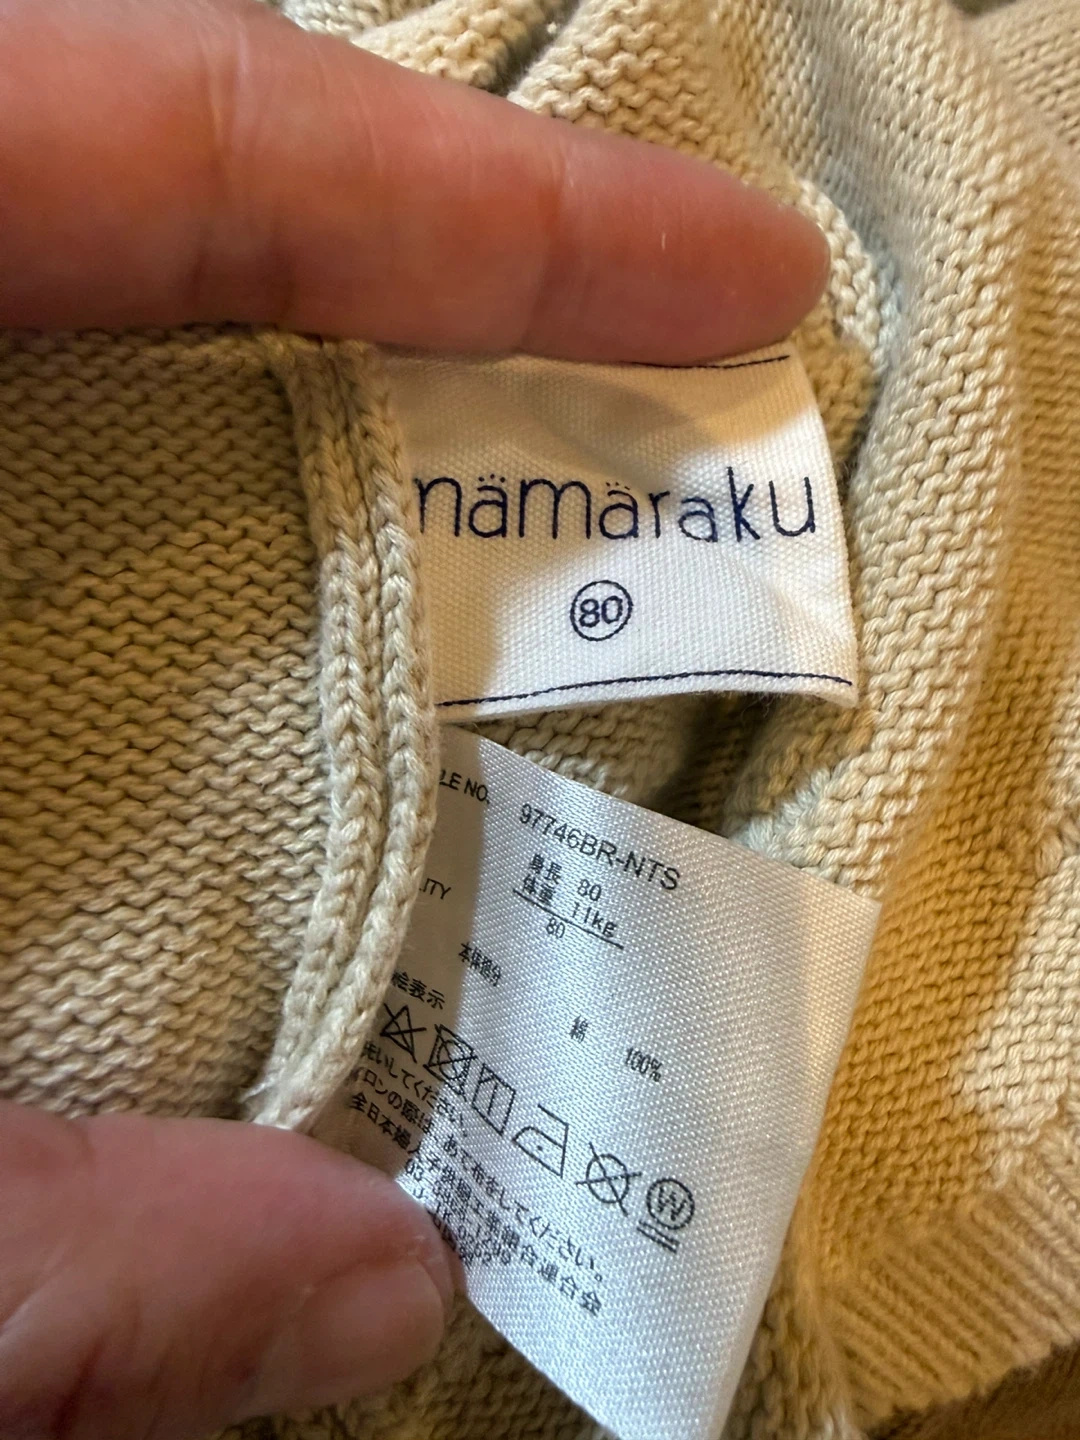 nämäraku
80
LE NO. 97746BR-NTS
身長 80
体重 11kg
80
LITY
本体部分
綿 100%
絵表示
W
洗いしてください。
イロンの際は、あて布をしてください。
全日本婦人子供服工業組合連合会